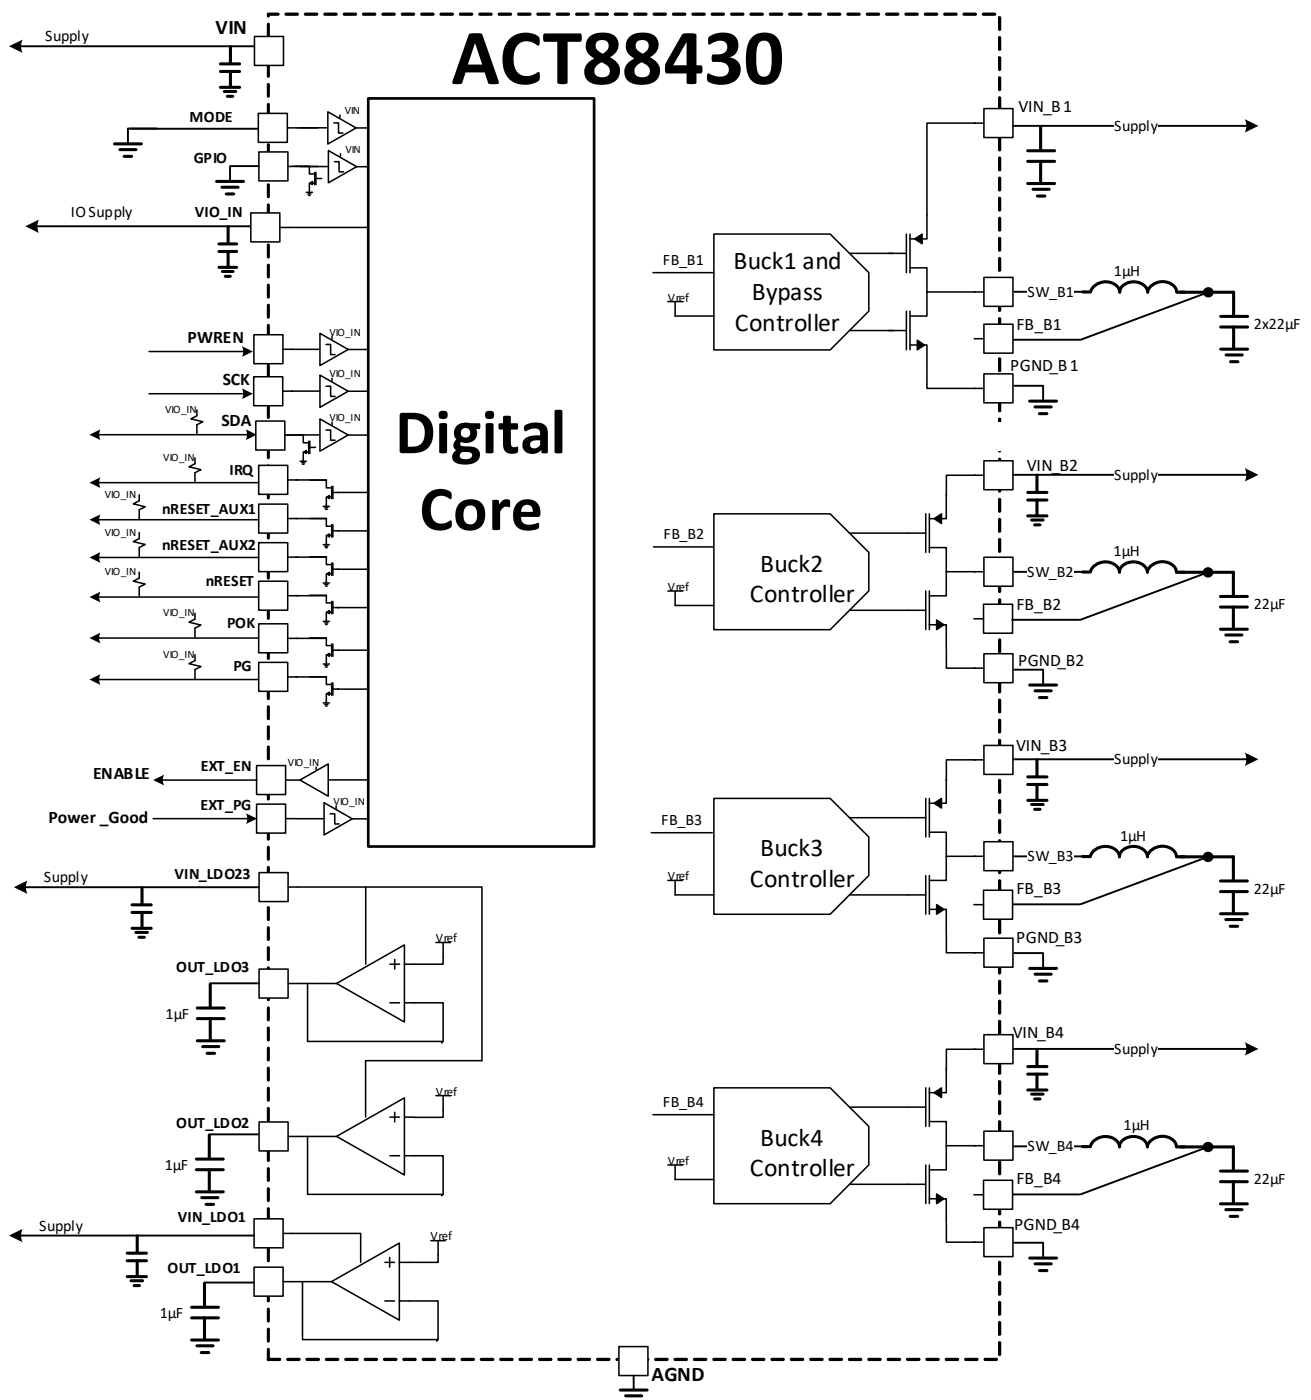 ACT88430
VIN
Supply
MODE
VIN
GPIO
VIN
IO Supply
VIO_IN
PWREN
VIO_IN
SCK
VIO_IN
VIO_IN
SDA
VIO_IN
VIO_IN
IRQ
VIO_IN
nRESET_AUX1
VIO_IN
nRESET_AUX2
VIO_IN
nRESET
VIO_IN
POK
VIO_IN
PG
Digital
Core
ENABLE
EXT_EN
VIO_IN
Power_Good
EXT_PG
VIO_IN
Supply
VIN_LDO23
OUT_LDO3
1µF
Vref
+
−
OUT_LDO2
1µF
Vref
+
−
Supply
VIN_LDO1
OUT_LDO1
1µF
Vref
+
−
AGND
VIN_B1
Supply
FB_B1
Vref
Buck1 and
Bypass
Controller
SW_B1
1µH
FB_B1
2x22µF
PGND_B1
VIN_B2
Supply
FB_B2
Vref
Buck2
Controller
SW_B2
1µH
FB_B2
22µF
PGND_B2
VIN_B3
Supply
FB_B3
Vref
Buck3
Controller
SW_B3
1µH
FB_B3
22µF
PGND_B3
VIN_B4
Supply
FB_B4
Vref
Buck4
Controller
SW_B4
1µH
FB_B4
22µF
PGND_B4